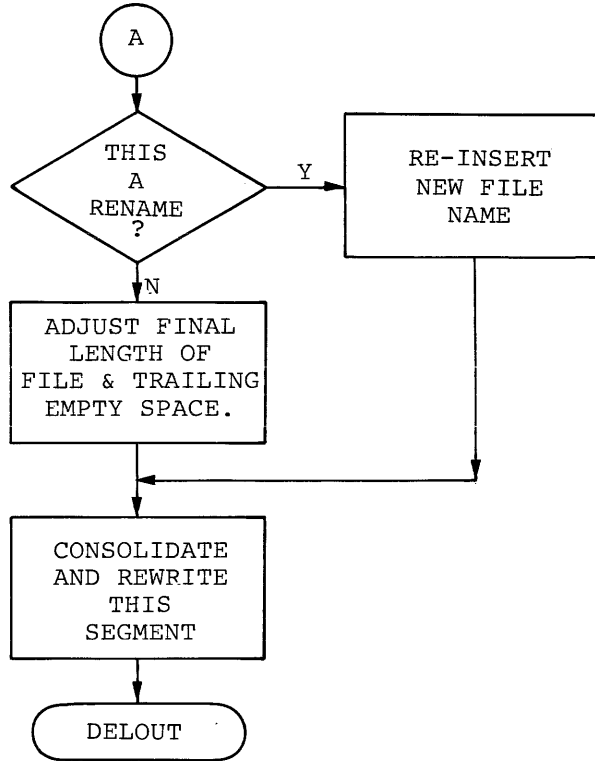 A
THIS
A
RENAME
?
Y
RE-INSERT
NEW FILE
NAME
N
ADJUST FINAL
LENGTH OF
FILE & TRAILING
EMPTY SPACE.
CONSOLIDATE
AND REWRITE
THIS
SEGMENT
DELOUT